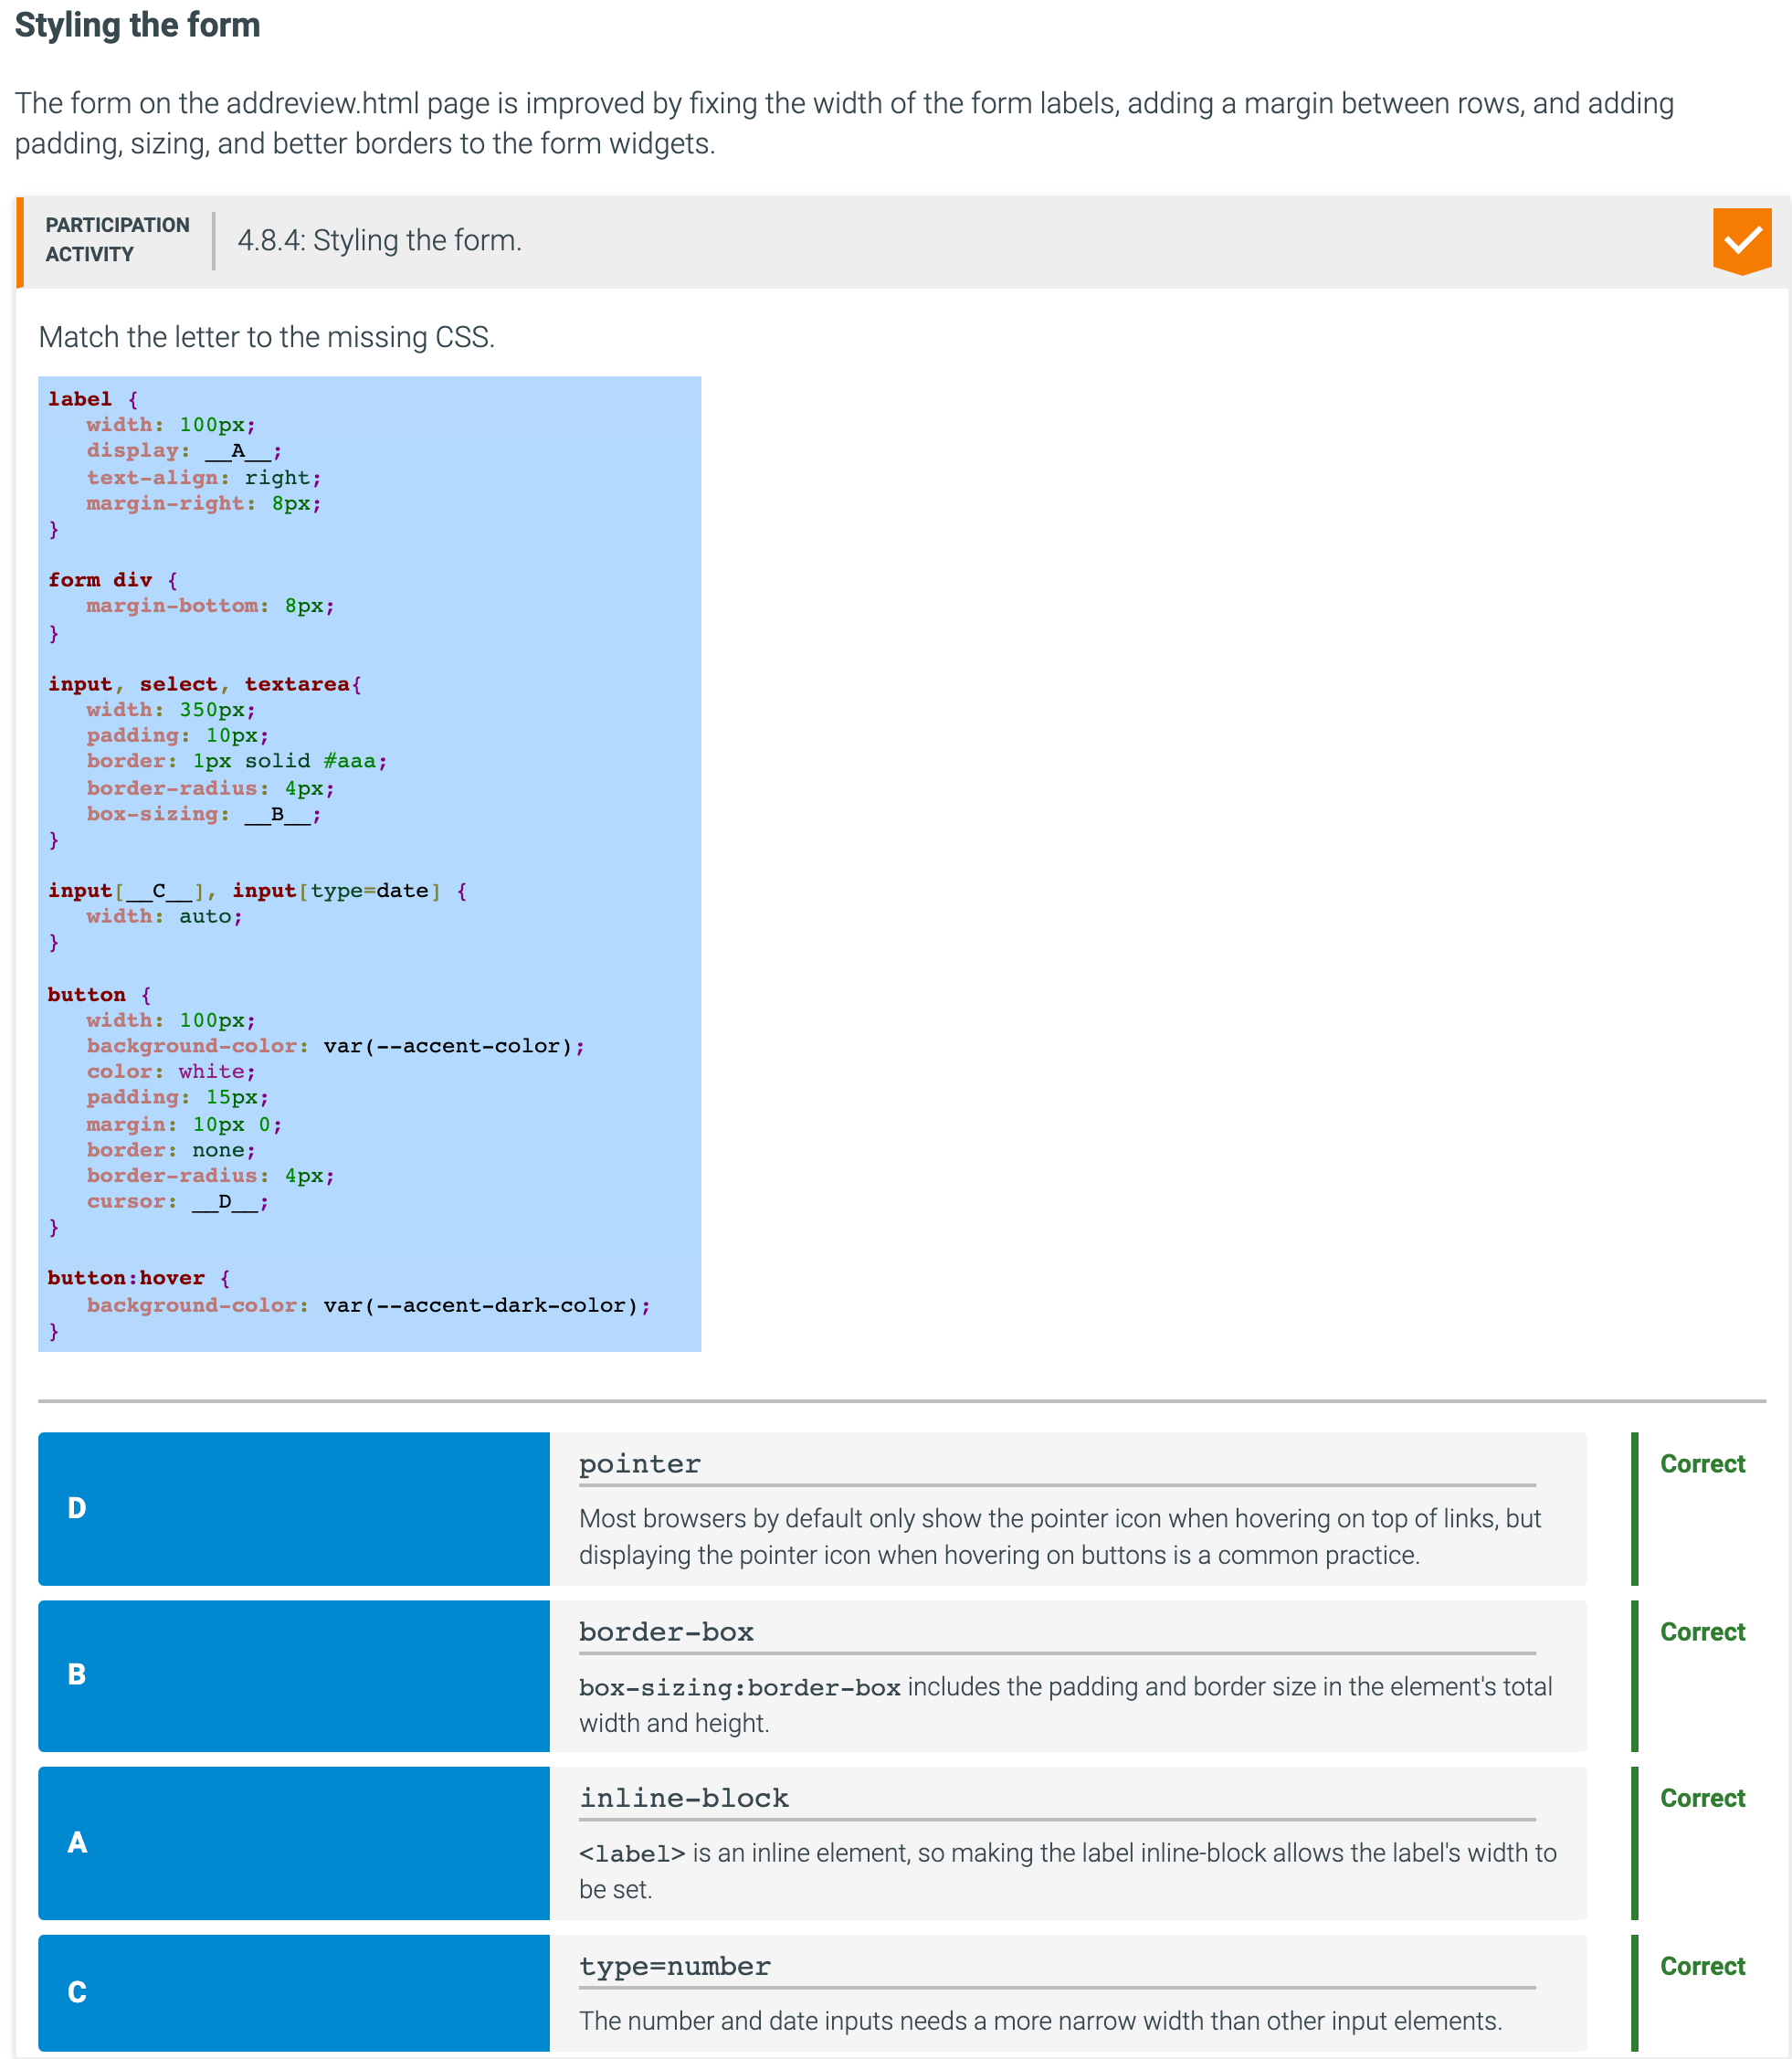 Styling the form
The form on the addreview.html page is improved by fixing the width of the form labels, adding a margin between rows, and adding
padding, sizing, and better borders to the form widgets.
PARTICIPATION
ACTIVITY
4.8.4: Styling the form.
Match the letter to the missing CSS.
label {
   width: 100px;
   display: __A__;
   text-align: right;
   margin-right: 8px;
}
form div {
   margin-bottom: 8px;
}
input, select, textarea{
   width: 350px;
   padding: 10px;
   border: 1px solid #aaa;
   border-radius: 4px;
   box-sizing: __B__;
}
input[__C__], input[type=date] {
   width: auto;
}
button {
   width: 100px;
   background-color: var(--accent-color);
   color: white;
   padding: 15px;
   margin: 10px 0;
   border: none;
   border-radius: 4px;
   cursor: __D__;
}
button:hover {
   background-color: var(--accent-dark-color);
}
D
pointer
Correct
Most browsers by default only show the pointer icon when hovering on top of links, but
displaying the pointer icon when hovering on buttons is a common practice.
B
border-box
Correct
box-sizing:border-box includes the padding and border size in the element's total
width and height.
A
inline-block
Correct
<label> is an inline element, so making the label inline-block allows the label's width to
be set.
C
type=number
Correct
The number and date inputs needs a more narrow width than other input elements.